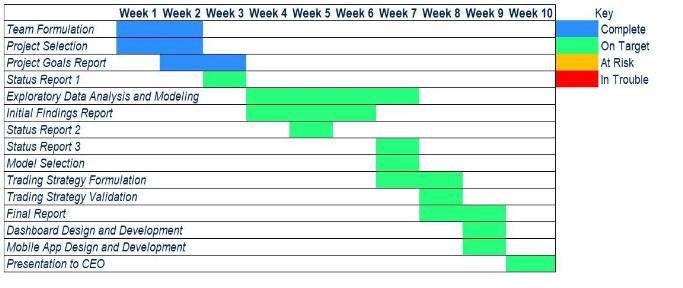 Week 1 Week 2 Week 3 Week 4 Week 5 Week 6 Week 7 Week 8 Week 9 Week 10 Key
Team Formulation Complete
Project Selection On Target
Project Goals Report At Risk
Status Report 1 In Trouble
Exploratory Data Analysis and Modeling
Initial Findings Report
Status Report 2
Status Report 3
Model Selection
Trading Strategy Formulation
Trading Strategy Validation
Final Report
Dashboard Design and Development
Mobile App Design and Development
Presentation to CEO